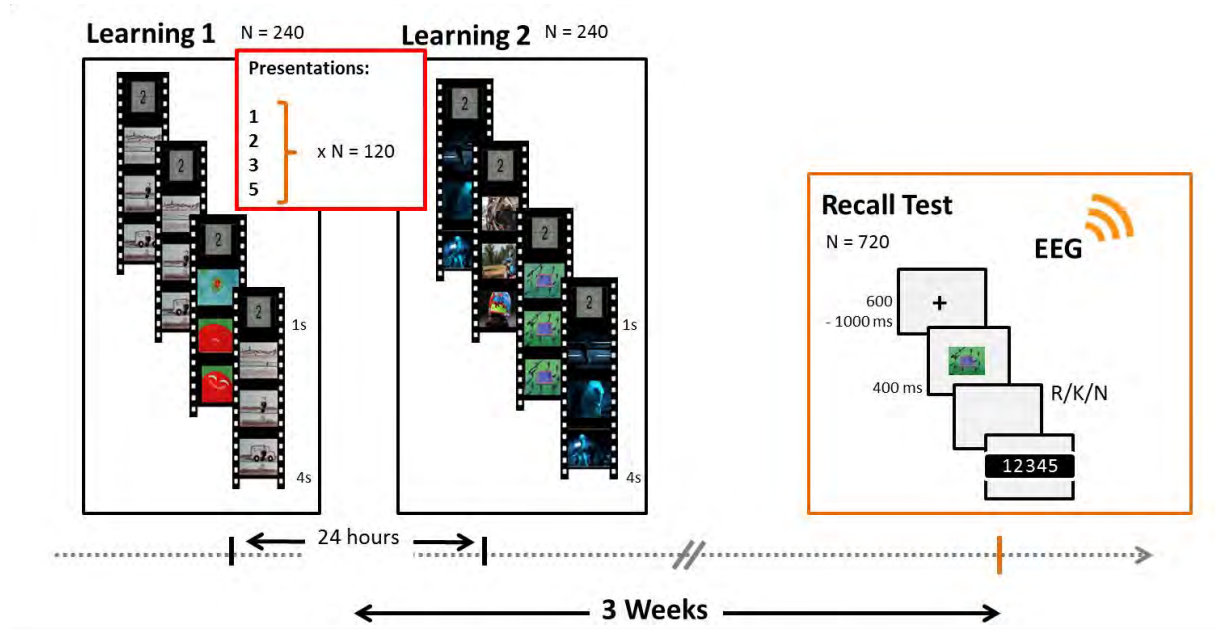 Learning 1 N = 240
Presentations:
1
2
3
5
x N = 120
2
2
2
2
1s
4s
Learning 2 N = 240
2
2
2
2
1s
4s
Recall Test
N = 720
EEG
600
- 1000 ms
+
400 ms
R/K/N
12345
24 hours
3 Weeks